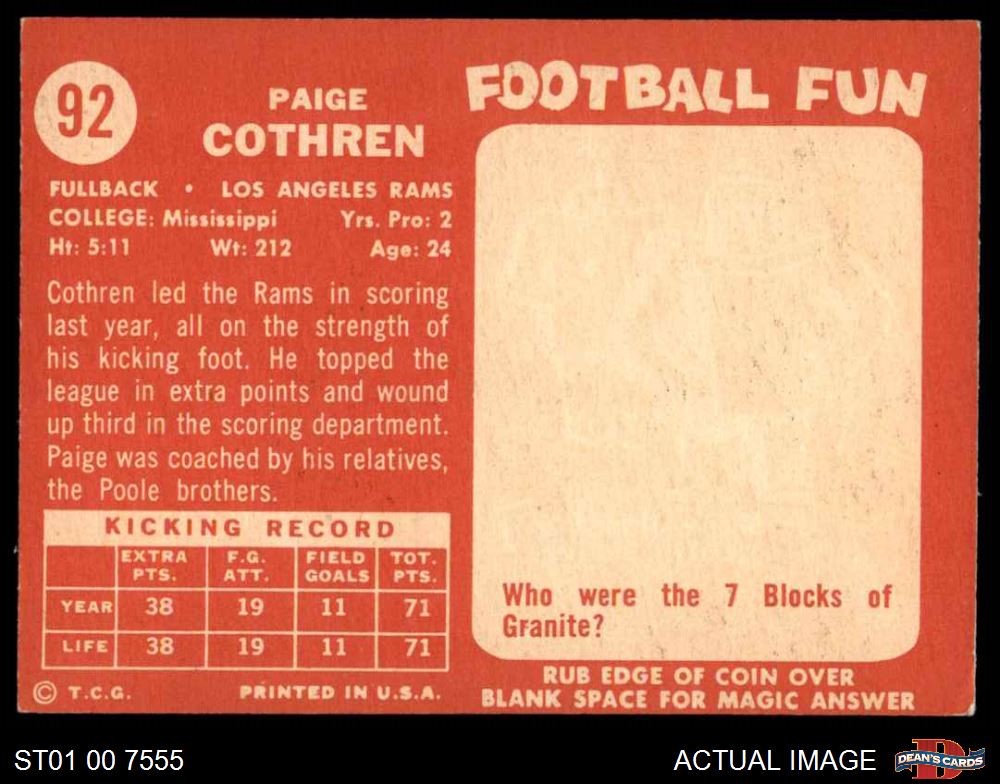 92
PAIGE
COTHREN
FULLBACK • LOS ANGELES RAMS
COLLEGE: Mississippi Yrs. Pro: 2
Ht: 5:11 Wt: 212 Age: 24
Cothren led the Rams in scoring
last year, all on the strength of
his kicking foot. He topped the
league in extra points and wound
up third in the scoring department.
Paige was coached by his relatives,
the Poole brothers.
KICKING RECORD
EXTRA PTS. F.G. ATT. FIELD GOALS TOT. PTS.
YEAR 38 19 11 71
LIFE 38 19 11 71
© T.C.G. PRINTED IN U.S.A.
FOOTBALL FUN
Who were the 7 Blocks of
Granite?
RUB EDGE OF COIN OVER
BLANK SPACE FOR MAGIC ANSWER
ST01 00 7555
ACTUAL IMAGE
D
DEAN'S CARDS